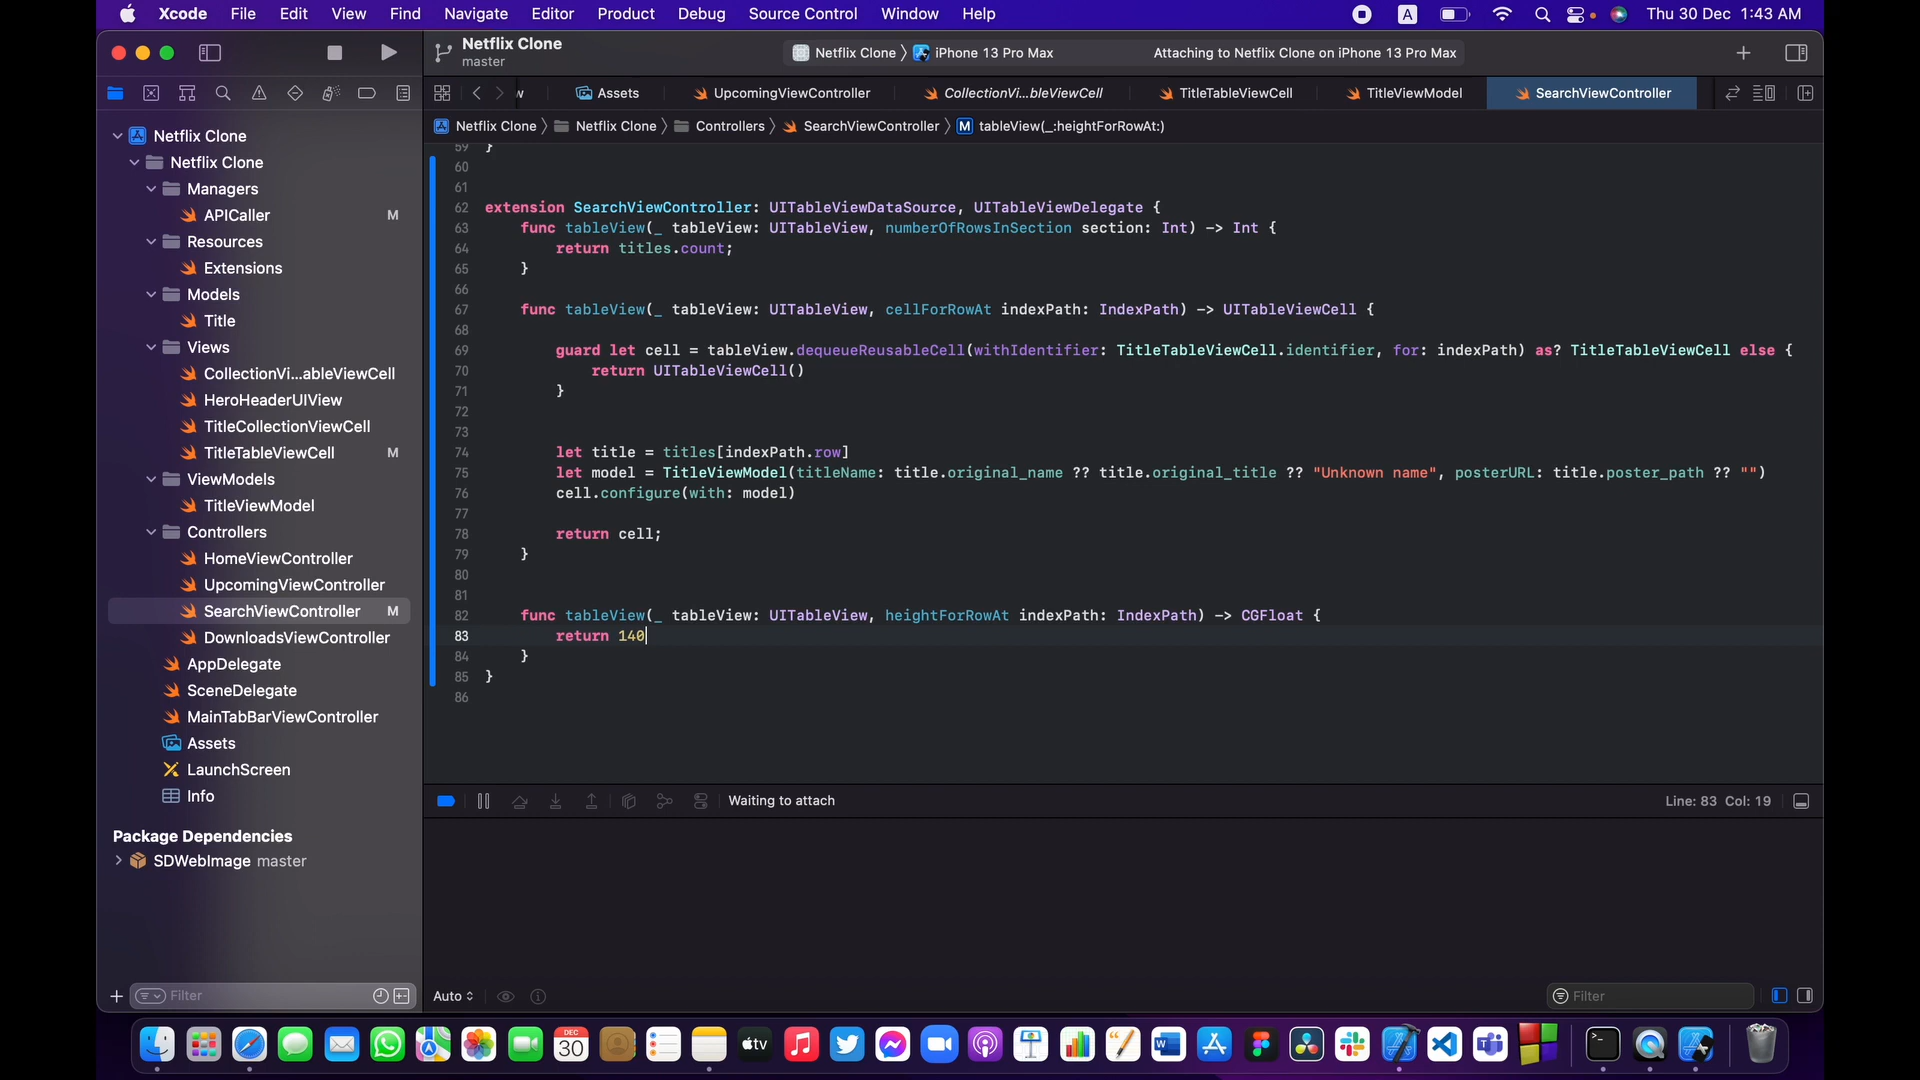 Xcode File Edit View Find Navigate Editor Product Debug Source Control Window Help
A
Thu 30 Dec 1:43 AM
Netflix Clone
master
Netflix Clone 〉 iPhone 13 Pro Max
Attaching to Netflix Clone on iPhone 13 Pro Max
w Assets UpcomingViewController CollectionVi...bleViewCell TitleTableViewCell TitleViewModel SearchViewController
Netflix Clone 〉 Netflix Clone 〉 Controllers 〉 SearchViewController 〉 M tableView(_:heightForRowAt:)
Netflix Clone
Netflix Clone
Managers
APICaller M
Resources
Extensions
Models
Title
Views
CollectionVi...ableViewCell
HeroHeaderUIView
TitleCollectionViewCell
TitleTableViewCell M
ViewModels
TitleViewModel
Controllers
HomeViewController
UpcomingViewController
SearchViewController M
DownloadsViewController
AppDelegate
SceneDelegate
MainTabBarViewController
Assets
LaunchScreen
Info
Package Dependencies
SDWebImage master
Filter
59 }
60
61
62 extension SearchViewController: UITableViewDataSource, UITableViewDelegate {
63 func tableView(_ tableView: UITableView, numberOfRowsInSection section: Int) -> Int {
64 return titles.count;
65 }
66
67 func tableView(_ tableView: UITableView, cellForRowAt indexPath: IndexPath) -> UITableViewCell {
68
69 guard let cell = tableView.dequeueReusableCell(withIdentifier: TitleTableViewCell.identifier, for: indexPath) as? TitleTableViewCell else {
70 return UITableViewCell()
71 }
72
73
74 let title = titles[indexPath.row]
75 let model = TitleViewModel(titleName: title.original_name ?? title.original_title ?? "Unknown name", posterURL: title.poster_path ?? "")
76 cell.configure(with: model)
77
78 return cell;
79 }
80
81
82 func tableView(_ tableView: UITableView, heightForRowAt indexPath: IndexPath) -> CGFloat {
83 return 140
84 }
85 }
86
Waiting to attach
Line: 83 Col: 19
Auto
Filter
DEC
30
tv